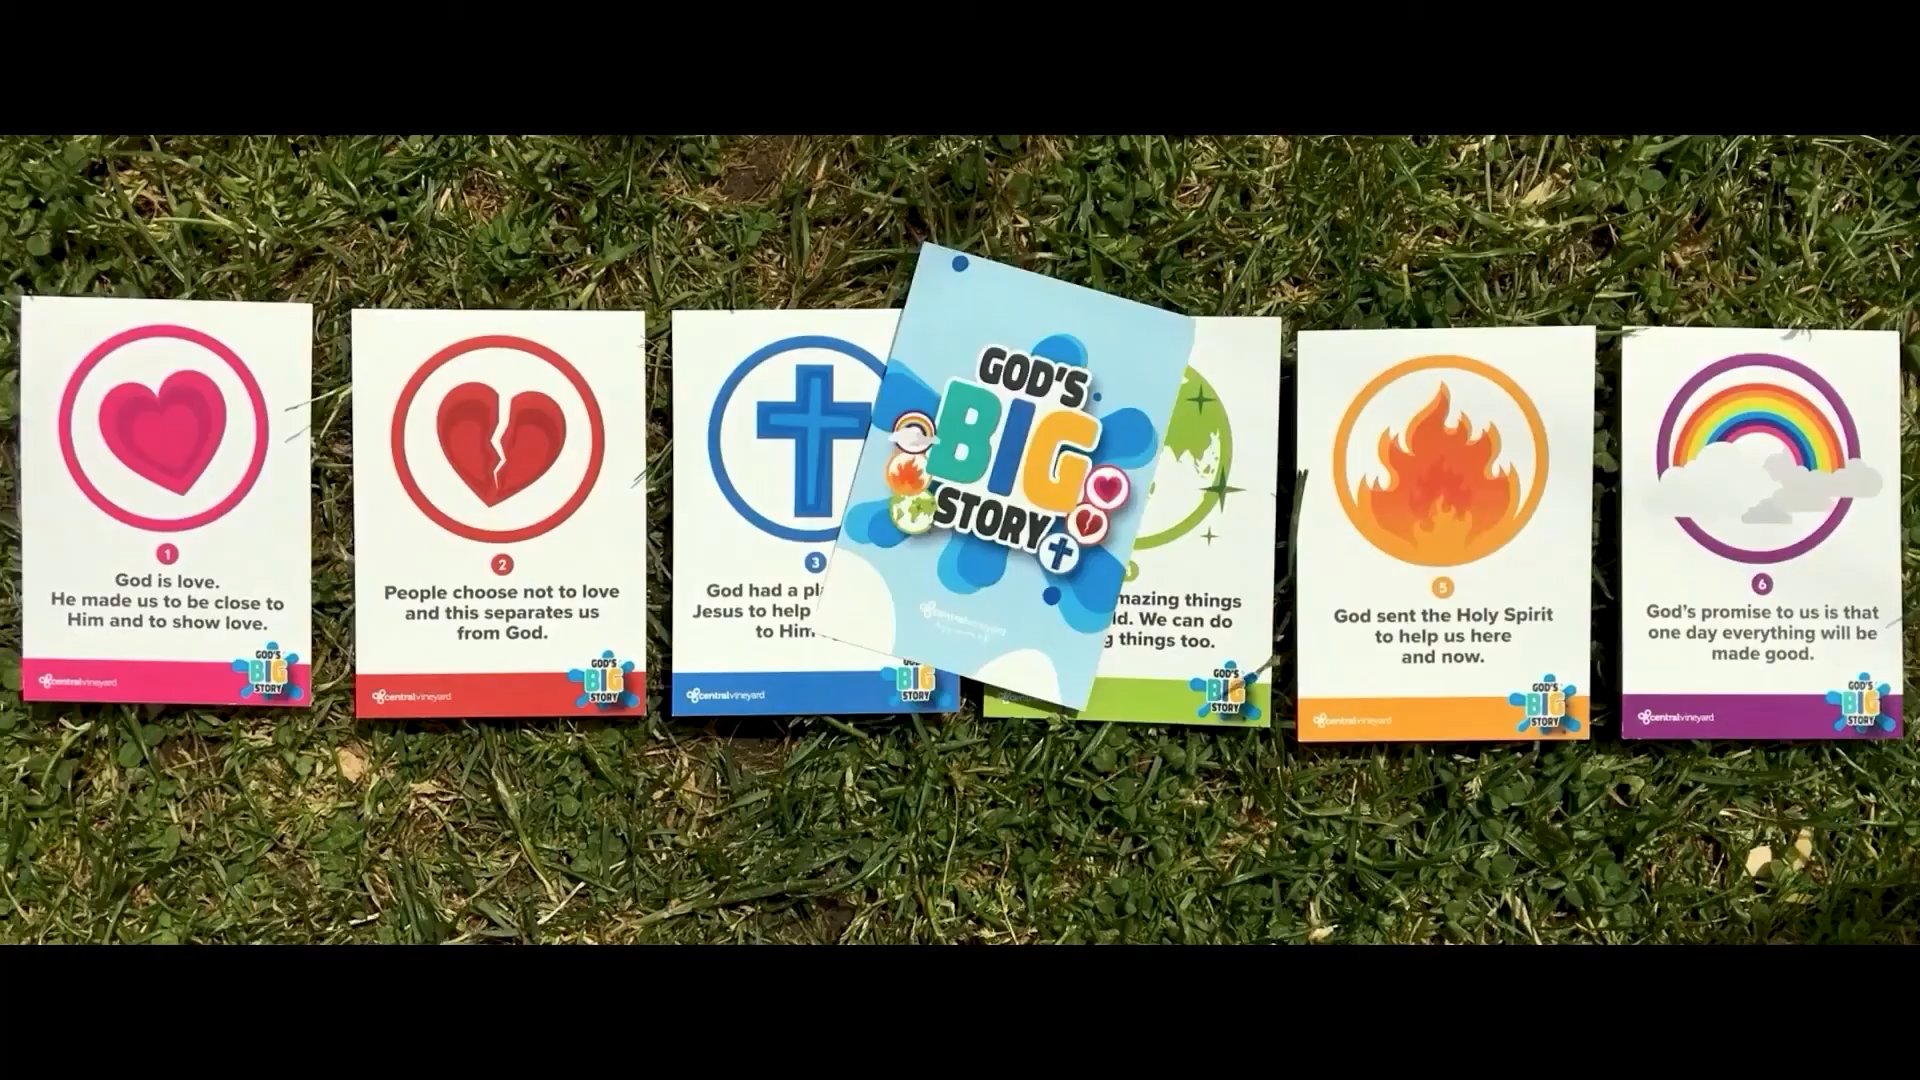 1
God is love.
He made us to be close to
Him and to show love.
centralvineyard
GOD'S
BIG
STORY
2
People choose not to love
and this separates us
from God.
centralvineyard
GOD'S
BIG
STORY
3
God had a
Jesus to help
to Him.
centralvineyard
GOD'S
BIG
STORY
GOD'S
BIG
STORY
centralvineyard
things
We can do
things too.
GOD'S
BIG
STORY
5
God sent the Holy Spirit
to help us here
and now.
centralvineyard
GOD'S
BIG
STORY
6
God's promise to us is that
one day everything will be
made good.
centralvineyard
GOD'S
BIG
STORY